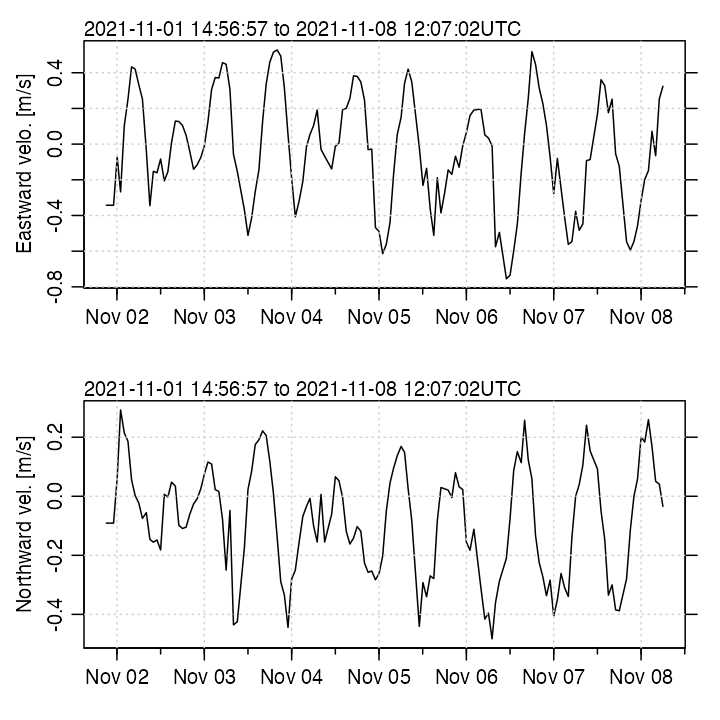 2021-11-01 14:56:57 to 2021-11-08 12:07:02UTC
Eastward velo. [m/s]
0.4
0.0
-0.4
-0.8
Nov 02 Nov 03 Nov 04 Nov 05 Nov 06 Nov 07 Nov 08
2021-11-01 14:56:57 to 2021-11-08 12:07:02UTC
Northward vel. [m/s]
0.2
0.0
-0.2
-0.4
Nov 02 Nov 03 Nov 04 Nov 05 Nov 06 Nov 07 Nov 08